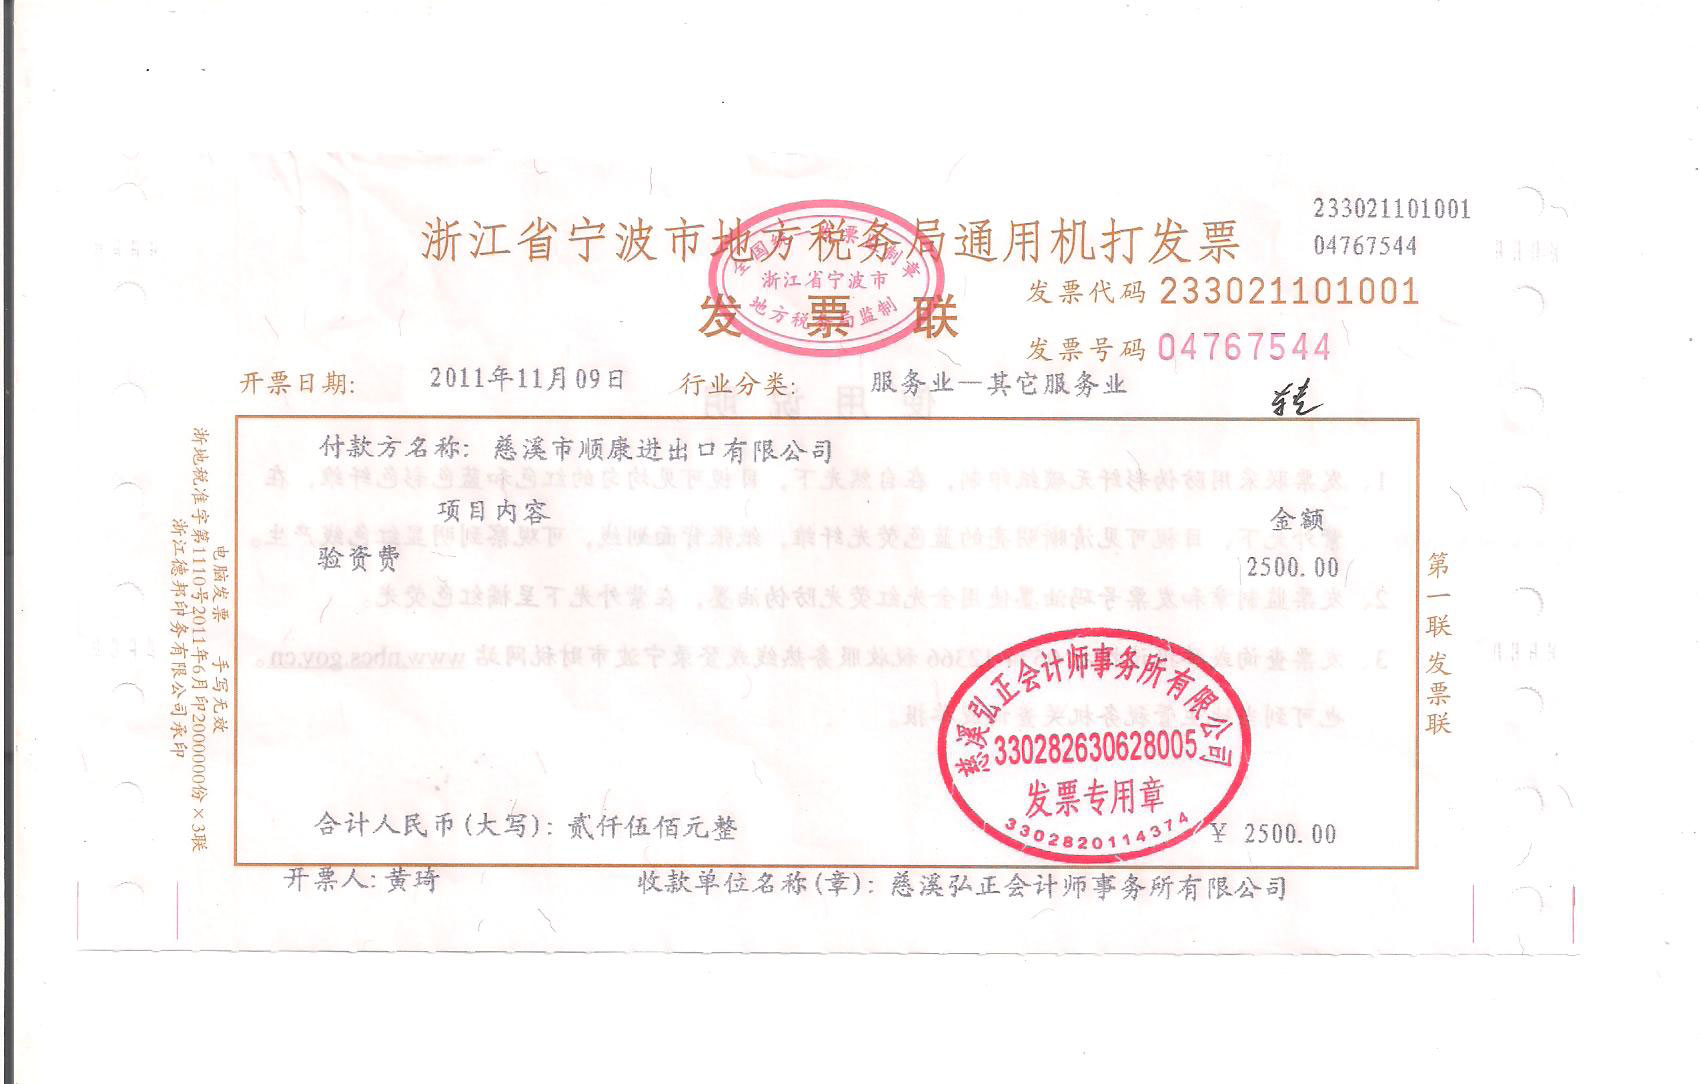 233021101001
04767544
浙江省宁波市地方税务局通用机打发票
全国统一发票监制章
浙江省宁波市
地方税务局监制
发票联
发票代码 233021101001
发票号码 04767544
开票日期: 2011年11月09日 行业分类: 服务业—其它服务业
转
付款方名称: 慈溪市顺康进出口有限公司
项目内容 金额
验资费 2500.00
慈溪弘正会计师事务所有限公司
330282630628005
发票专用章
3302820114374
合计人民币(大写): 贰仟伍佰元整 ¥ 2500.00
开票人: 黄琦 收款单位名称(章): 慈溪弘正会计师事务所有限公司
电脑发票 手写无效
浙地税准字第1110号2011年6月印2000000份×3联
浙江德邦印务有限公司承印
第一联发票联